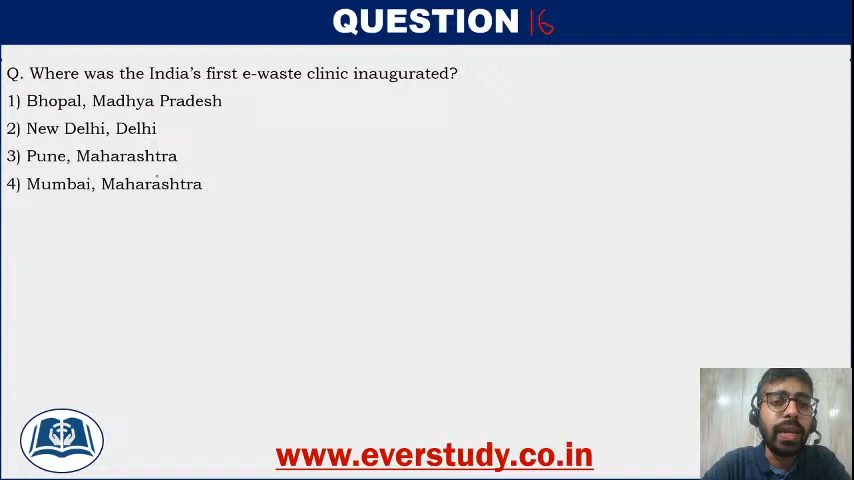 QUESTION 16
Q. Where was the India's first e-waste clinic inaugurated?
1) Bhopal, Madhya Pradesh
2) New Delhi, Delhi
3) Pune, Maharashtra
4) Mumbai, Maharashtra
www.everstudy.co.in